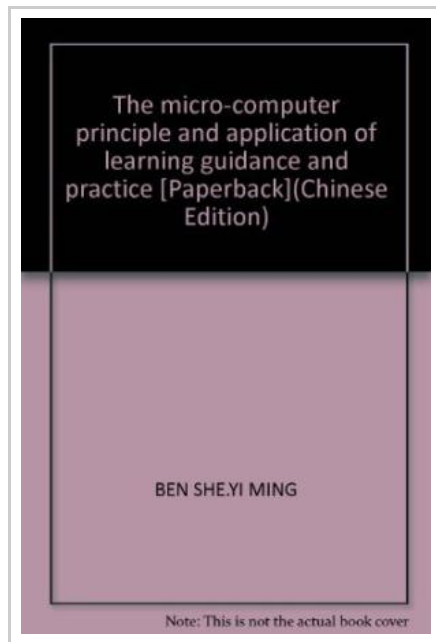 The micro-computer
principle and application of
learning guidance and
practice [Paperback](Chinese
Edition)
BEN SHE.YI MING
Note: This is not the actual book cover